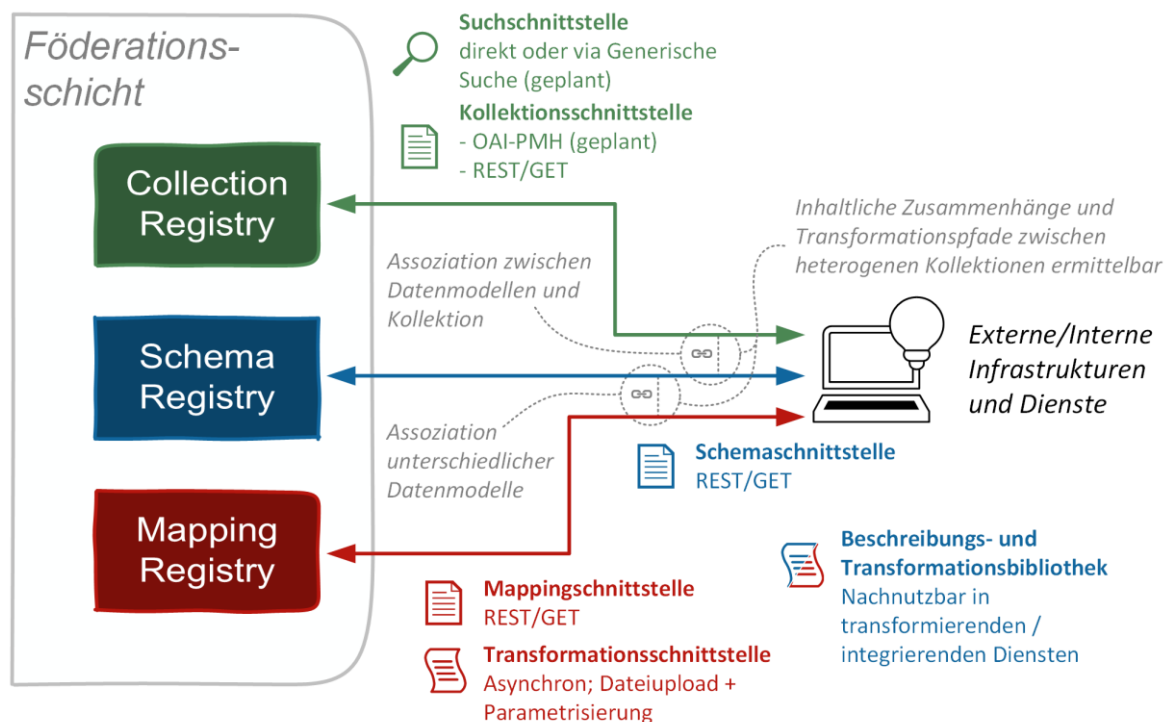 Föderations-
schicht
Suchschnittstelle
direkt oder via Generische
Suche (geplant)
Kollektionsschnittstelle
- OAI-PMH (geplant)
- REST/GET
Collection
Registry
Inhaltliche Zusammenhänge und
Transformationspfade zwischen
heterogenen Kollektionen ermittelbar
Assoziation zwischen
Datenmodellen und
Kollektion
Schema
Registry
Externe/Interne
Infrastrukturen
und Dienste
Assoziation
unterschiedlicher
Datenmodelle
Schemaschnittstelle
REST/GET
Mapping
Registry
Beschreibungs- und
Transformationsbibliothek
Nachnutzbar in
transformierenden /
integrierenden Diensten
Mappingschnittstelle
REST/GET
Transformationsschnittstelle
Asynchron; Dateiupload +
Parametrisierung